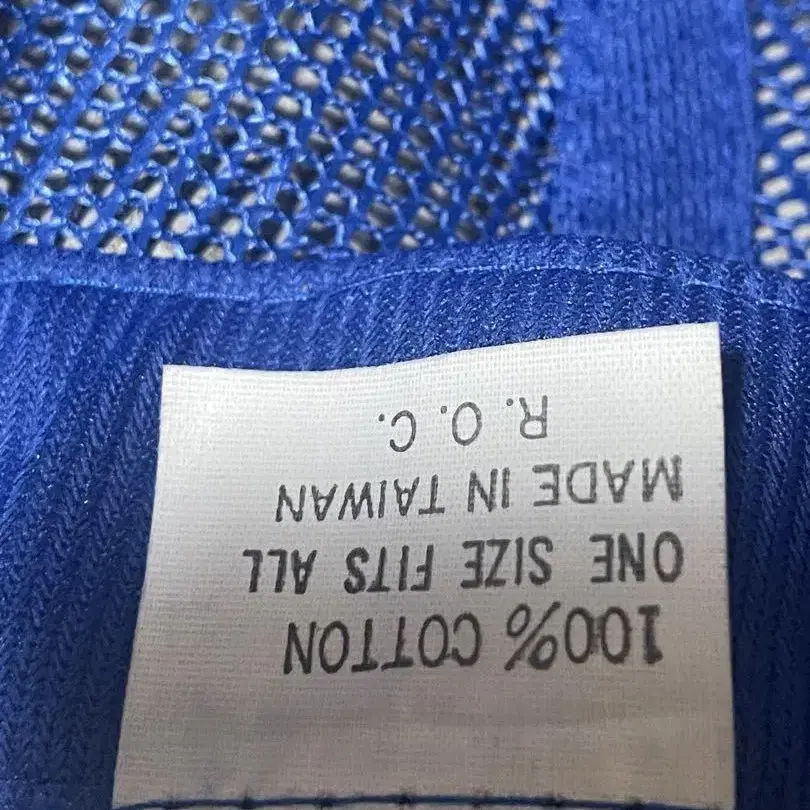 100% COTTON
ONE SIZE FITS ALL
MADE IN TAIWAN
R. O. C.